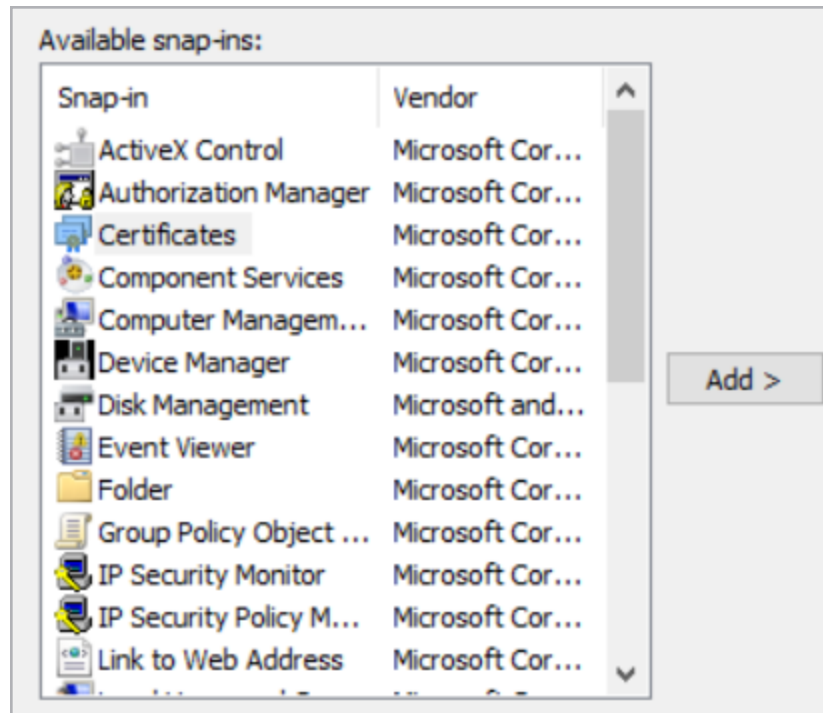 Available snap-ins:
Snap-in Vendor
ActiveX Control Microsoft Cor...
Authorization Manager Microsoft Cor...
Certificates Microsoft Cor...
Component Services Microsoft Cor...
Computer Managem... Microsoft Cor...
Device Manager Microsoft Cor...
Add >
Disk Management Microsoft and...
Event Viewer Microsoft Cor...
Folder Microsoft Cor...
Group Policy Object ... Microsoft Cor...
IP Security Monitor Microsoft Cor...
IP Security Policy M... Microsoft Cor...
Link to Web Address Microsoft Cor...